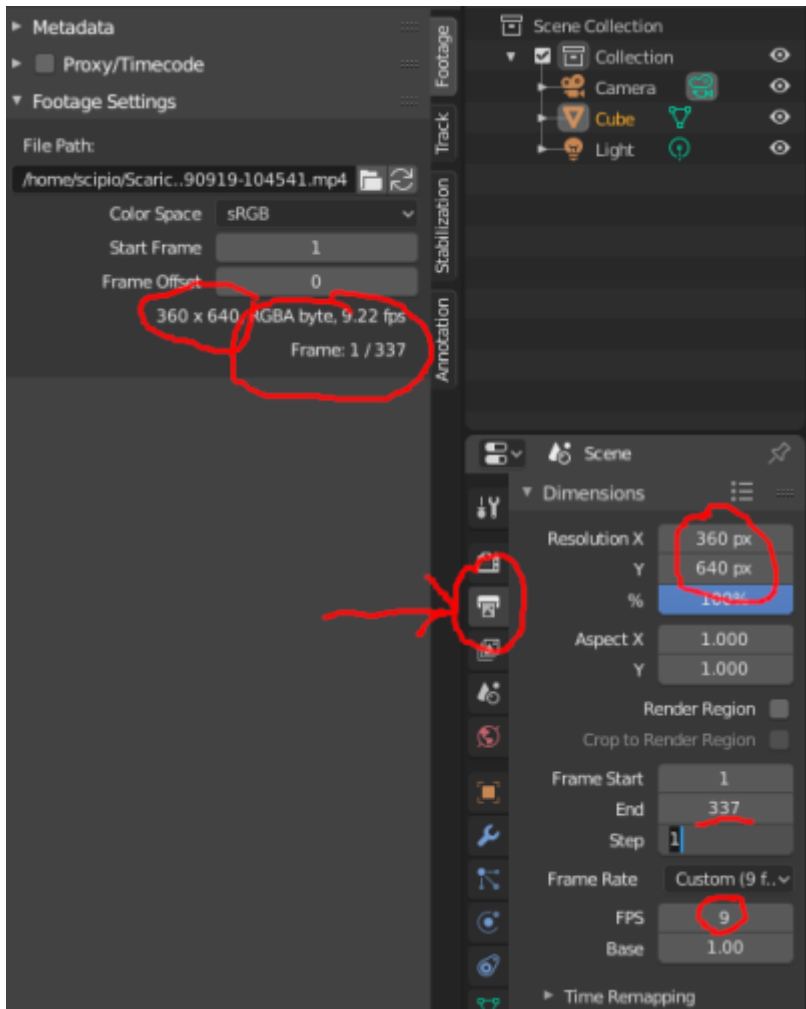 Metadata
Proxy/Timecode
Footage Settings
File Path:
/home/scipio/Scaric..90919-104541.mp4
Color Space sRGB
Start Frame 1
Frame Offset 0
360 x 640, RGBA byte, 9.22 fps
Frame: 1 / 337
Footage
Track
Stabilization
Annotation
Scene Collection
Collection
Camera
Cube
Light
Scene
Dimensions
Resolution X 360 px
Y 640 px
% 100%
Aspect X 1.000
Y 1.000
Render Region
Crop to Render Region
Frame Start 1
End 337
Step 1
Frame Rate Custom (9 f..
FPS 9
Base 1.00
Time Remapping